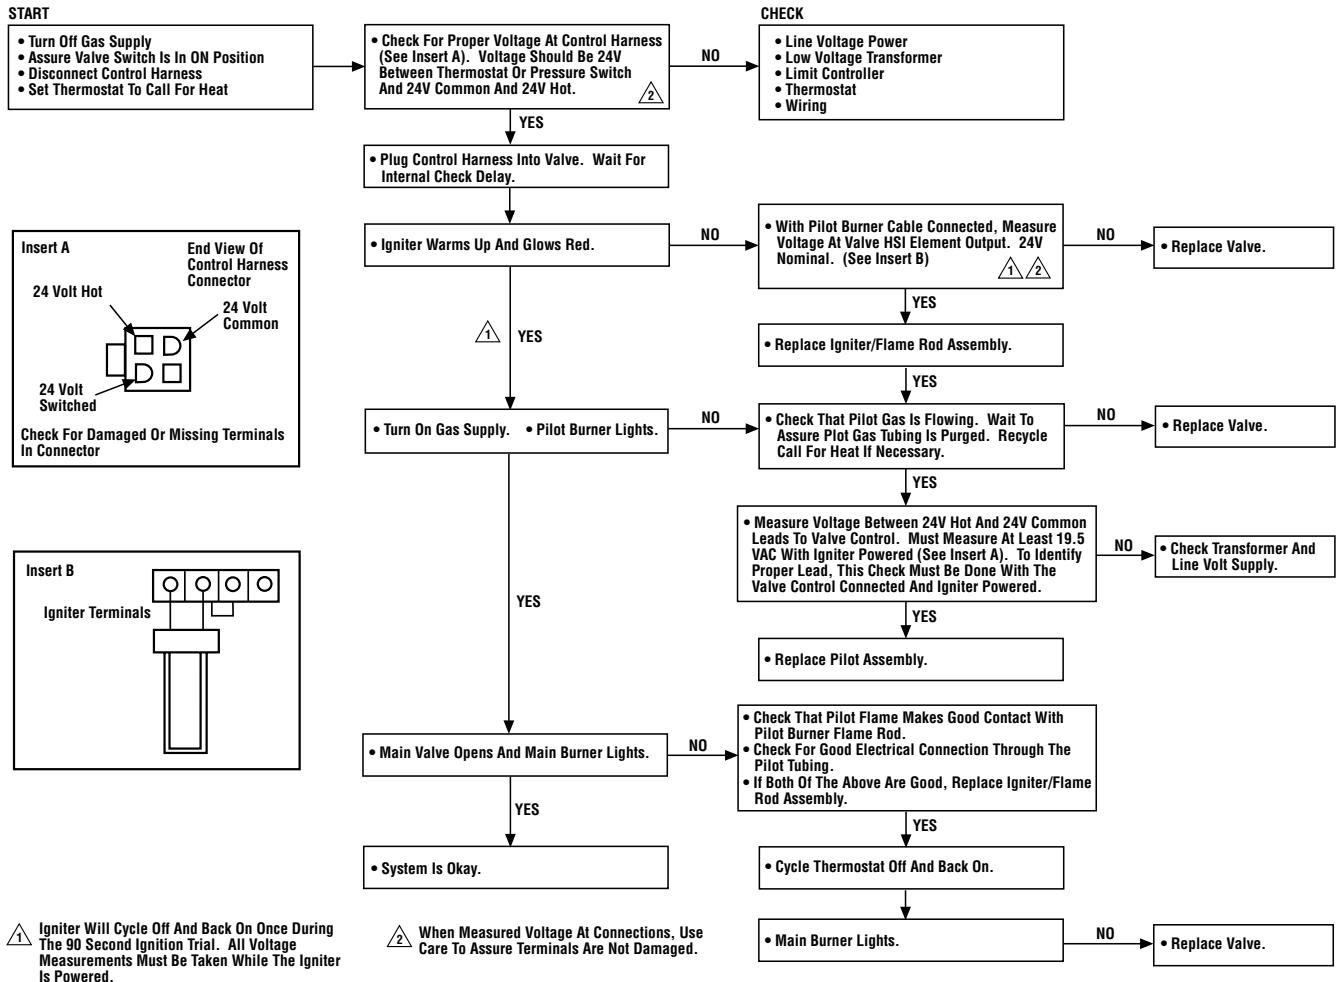 START
• Turn Off Gas Supply
• Assure Valve Switch Is In ON Position
• Disconnect Control Harness
• Set Thermostat To Call For Heat
• Check For Proper Voltage At Control Harness
(See Insert A). Voltage Should Be 24V
Between Thermostat Or Pressure Switch
And 24V Common And 24V Hot.
2
NO
CHECK
• Line Voltage Power
• Low Voltage Transformer
• Limit Controller
• Thermostat
• Wiring
YES
• Plug Control Harness Into Valve. Wait For
Internal Check Delay.
• Igniter Warms Up And Glows Red.
NO
• With Pilot Burner Cable Connected, Measure
Voltage At Valve HSI Element Output. 24V
Nominal. (See Insert B)
1 2
NO
• Replace Valve.
YES
• Replace Igniter/Flame Rod Assembly.
YES
1
YES
• Turn On Gas Supply. • Pilot Burner Lights.
NO
• Check That Pilot Gas Is Flowing. Wait To
Assure Plot Gas Tubing Is Purged. Recycle
Call For Heat If Necessary.
NO
• Replace Valve.
YES
• Measure Voltage Between 24V Hot And 24V Common
Leads To Valve Control. Must Measure At Least 19.5
VAC With Igniter Powered (See Insert A). To Identify
Proper Lead, This Check Must Be Done With The
Valve Control Connected And Igniter Powered.
NO
• Check Transformer And
Line Volt Supply.
YES
• Replace Pilot Assembly.
YES
• Main Valve Opens And Main Burner Lights.
NO
• Check That Pilot Flame Makes Good Contact With
Pilot Burner Flame Rod.
• Check For Good Electrical Connection Through The
Pilot Tubing.
• If Both Of The Above Are Good, Replace Igniter/Flame
Rod Assembly.
YES
• Cycle Thermostat Off And Back On.
• Main Burner Lights.
NO
• Replace Valve.
YES
• System Is Okay.
Insert A
End View Of
Control Harness
Connector
24 Volt Hot
24 Volt
Common
24 Volt
Switched
Check For Damaged Or Missing Terminals
In Connector
Insert B
Igniter Terminals
1 Igniter Will Cycle Off And Back On Once During
The 90 Second Ignition Trial. All Voltage
Measurements Must Be Taken While The Igniter
Is Powered.
2 When Measured Voltage At Connections, Use
Care To Assure Terminals Are Not Damaged.